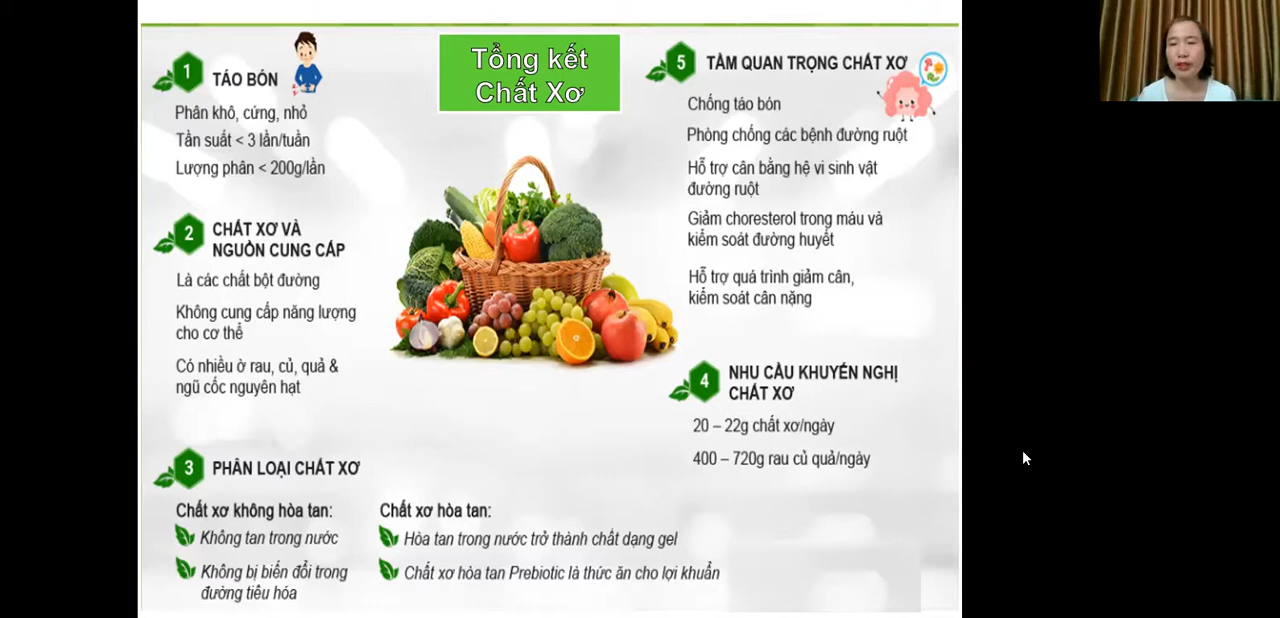 Tổng kết
Chất Xơ
1
TÁO BÓN
Phân khô, cứng, nhỏ
Tần suất < 3 lần/tuần
Lượng phân < 200g/lần
2
CHẤT XƠ VÀ
NGUỒN CUNG CẤP
Là các chất bột đường
Không cung cấp năng lượng
cho cơ thể
Có nhiều ở rau, củ, quả &
ngũ cốc nguyên hạt
3
PHÂN LOẠI CHẤT XƠ
Chất xơ không hòa tan:
Không tan trong nước
Không bị biến đổi trong
đường tiêu hóa
Chất xơ hòa tan:
Hòa tan trong nước trở thành chất dạng gel
Chất xơ hòa tan Prebiotic là thức ăn cho lợi khuẩn
5
TẦM QUAN TRỌNG CHẤT XƠ
Chống táo bón
Phòng chống các bệnh đường ruột
Hỗ trợ cân bằng hệ vi sinh vật
đường ruột
Giảm choresterol trong máu và
kiểm soát đường huyết
Hỗ trợ quá trình giảm cân,
kiểm soát cân nặng
4
NHU CẦU KHUYẾN NGHỊ
CHẤT XƠ
20 – 22g chất xơ/ngày
400 – 720g rau củ quả/ngày